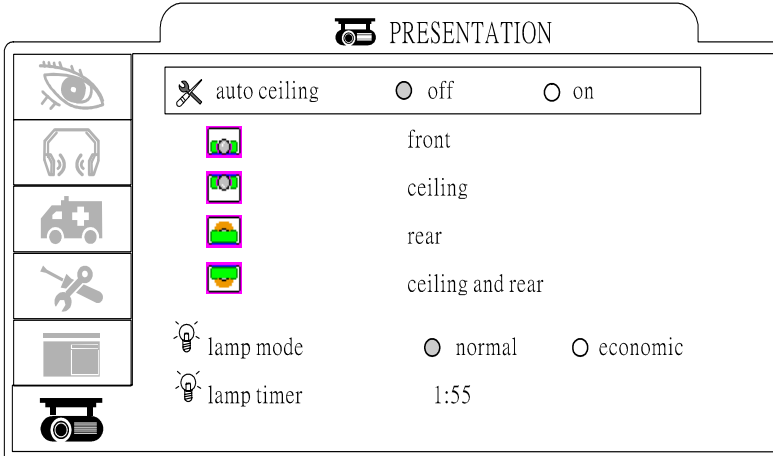 PRESENTATION
auto ceiling off on
front
ceiling
rear
ceiling and rear
lamp mode normal economic
lamp timer 1:55